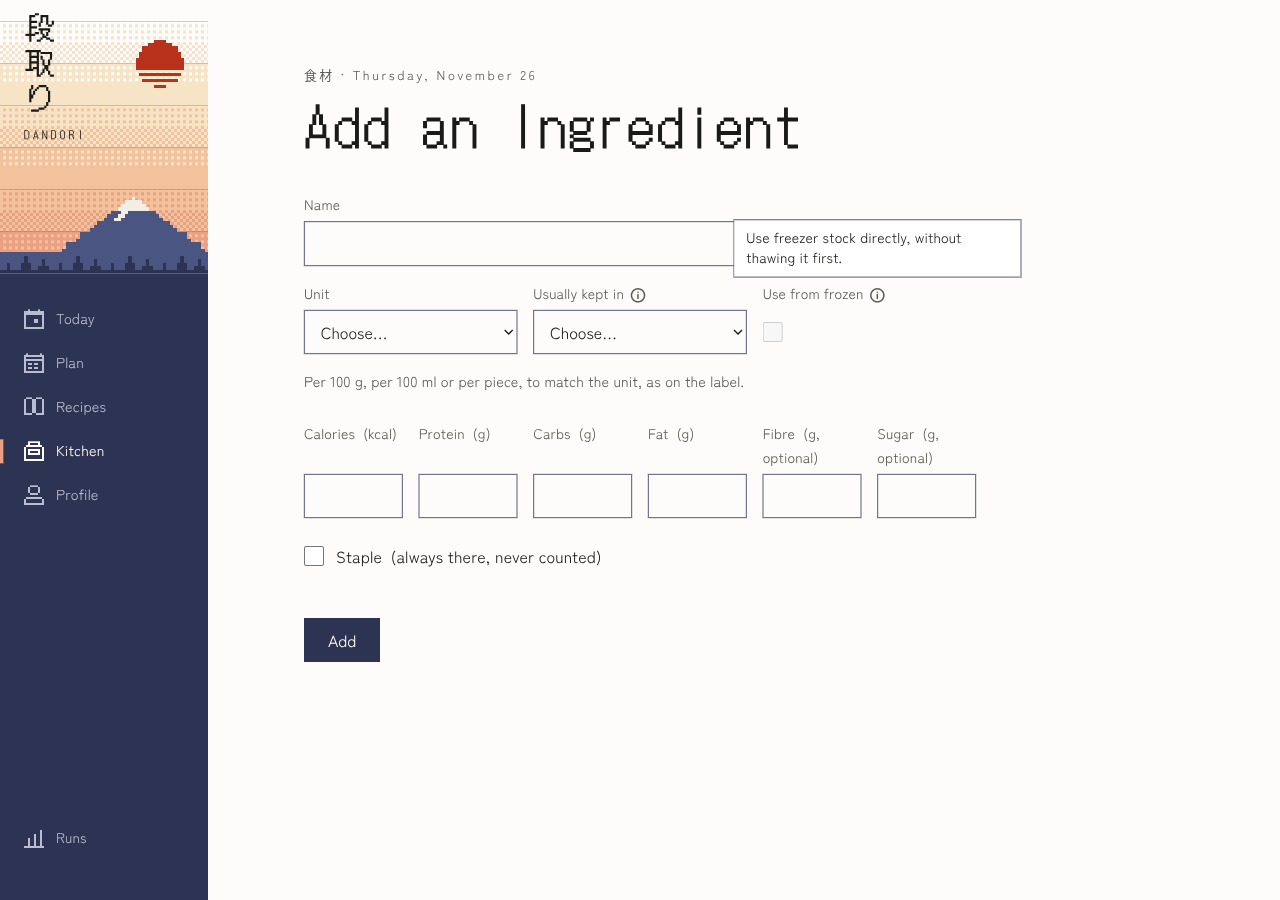 段取り
DANDORI
Today
Plan
Recipes
Kitchen
Profile
Runs
食材 · Thursday, November 26
Add an Ingredient
Name
Use freezer stock directly, without
thawing it first.
Unit
Usually kept in
Use from frozen
Choose...
Choose...
Per 100 g, per 100 ml or per piece, to match the unit, as on the label.
Calories (kcal)
Protein (g)
Carbs (g)
Fat (g)
Fibre (g,
optional)
Sugar (g,
optional)
Staple (always there, never counted)
Add